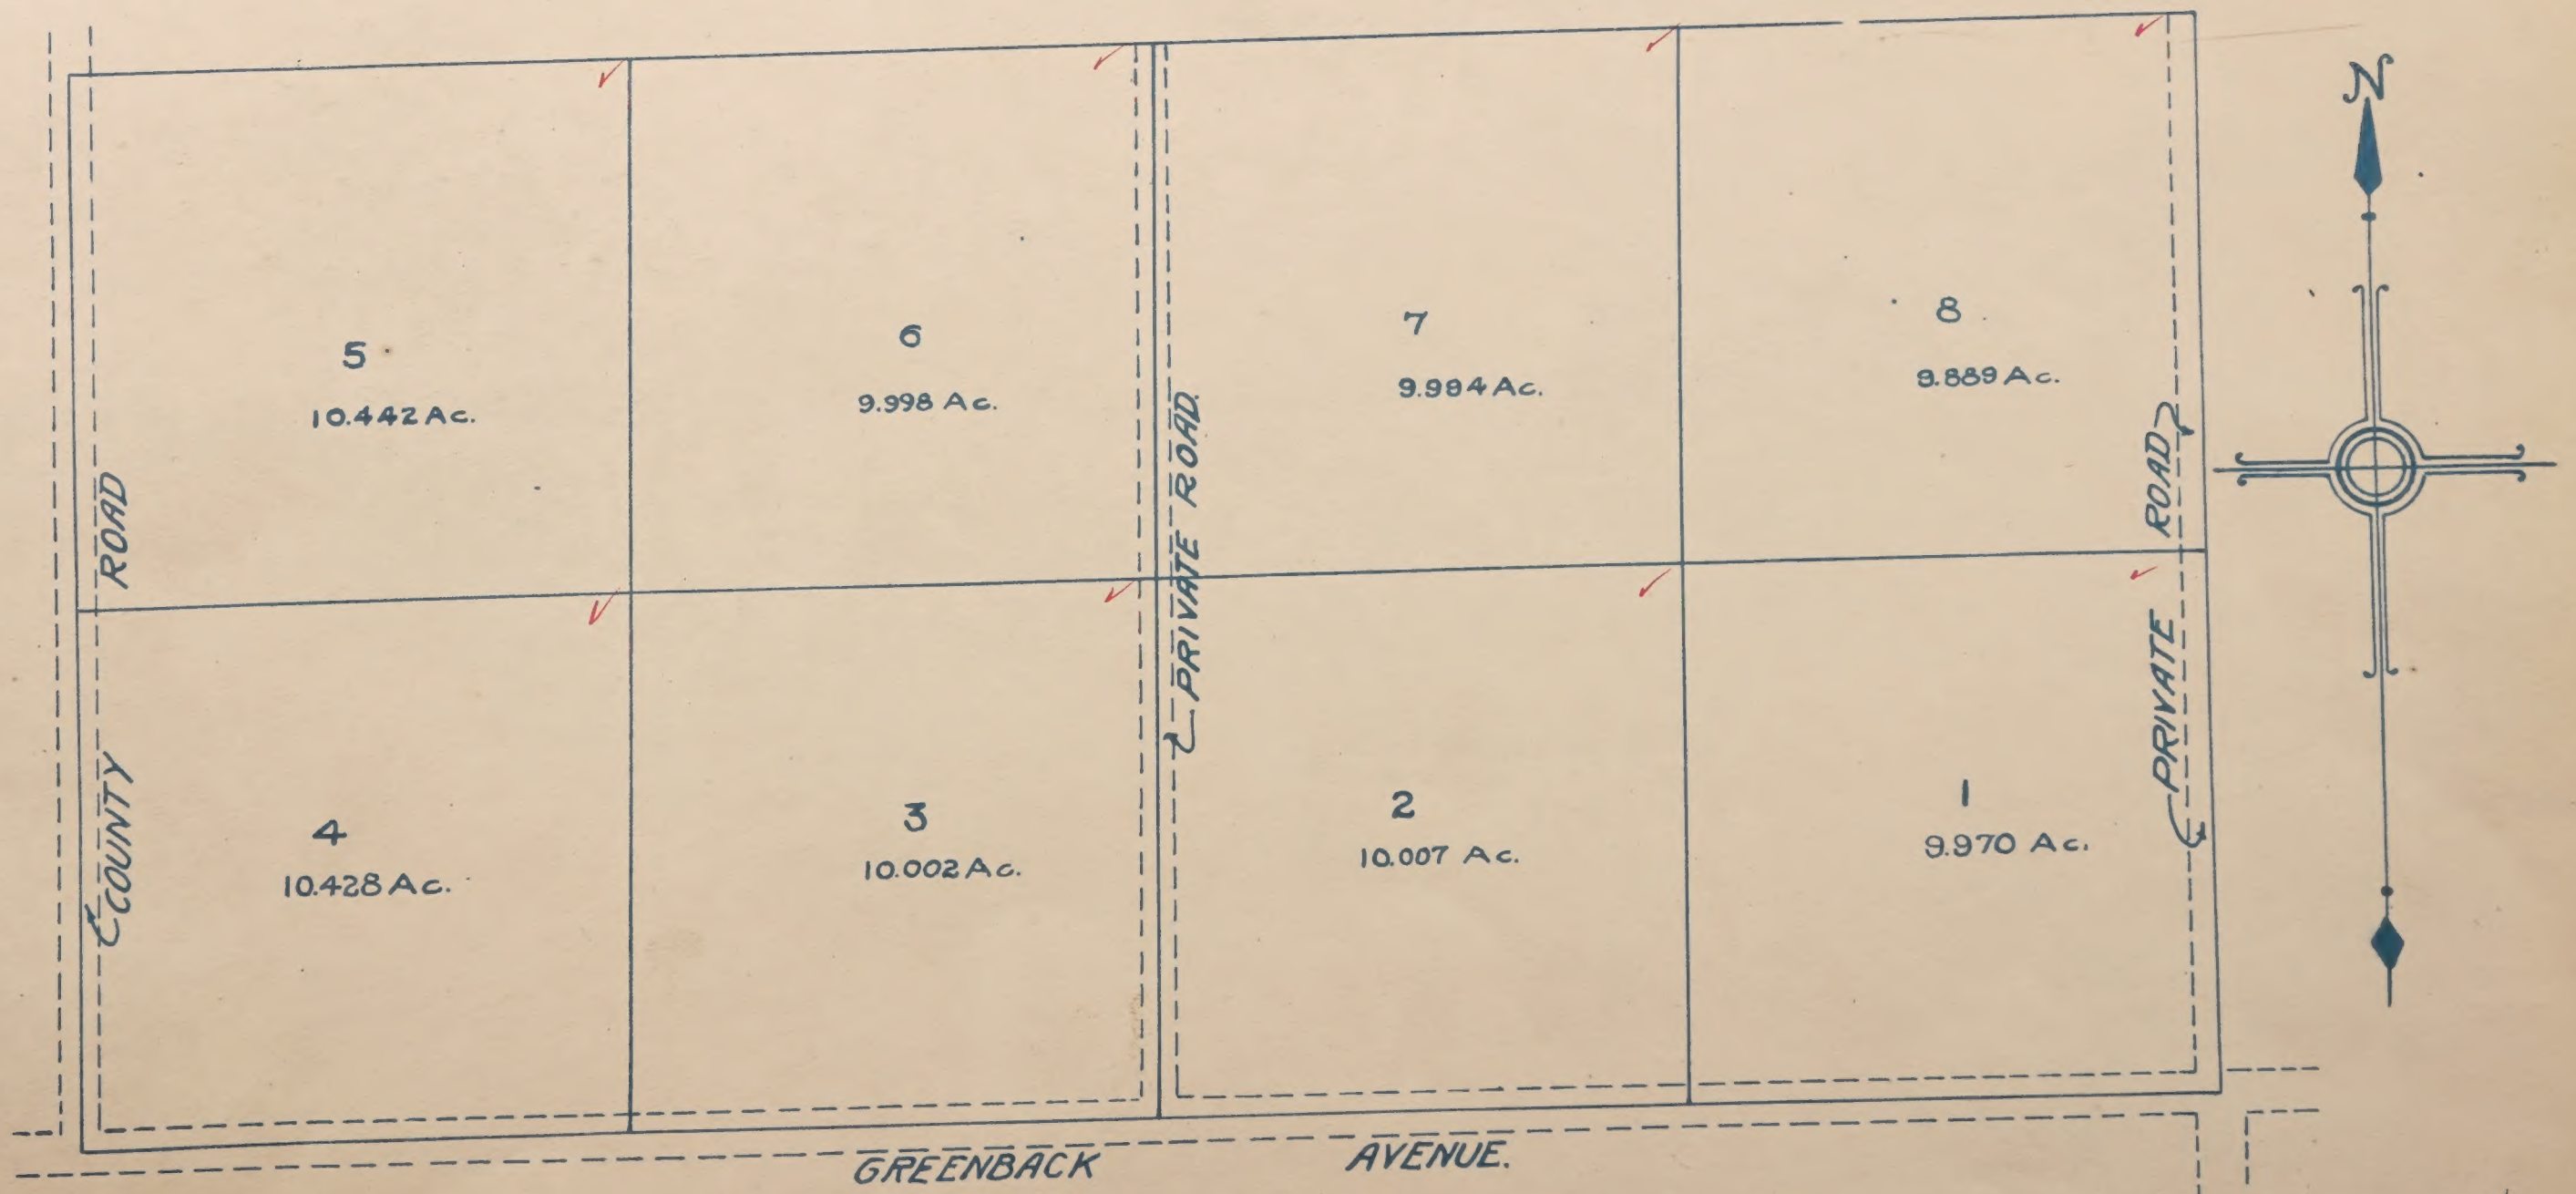 N
5
10.442 Ac.
6
9.998 Ac.
7
9.994 Ac.
8
9.889 Ac.
COUNTY ROAD
PRIVATE ROAD.
PRIVATE ROAD
4
10.428 Ac.
3
10.002 Ac.
2
10.007 Ac.
1
9.970 Ac.
GREENBACK AVENUE.